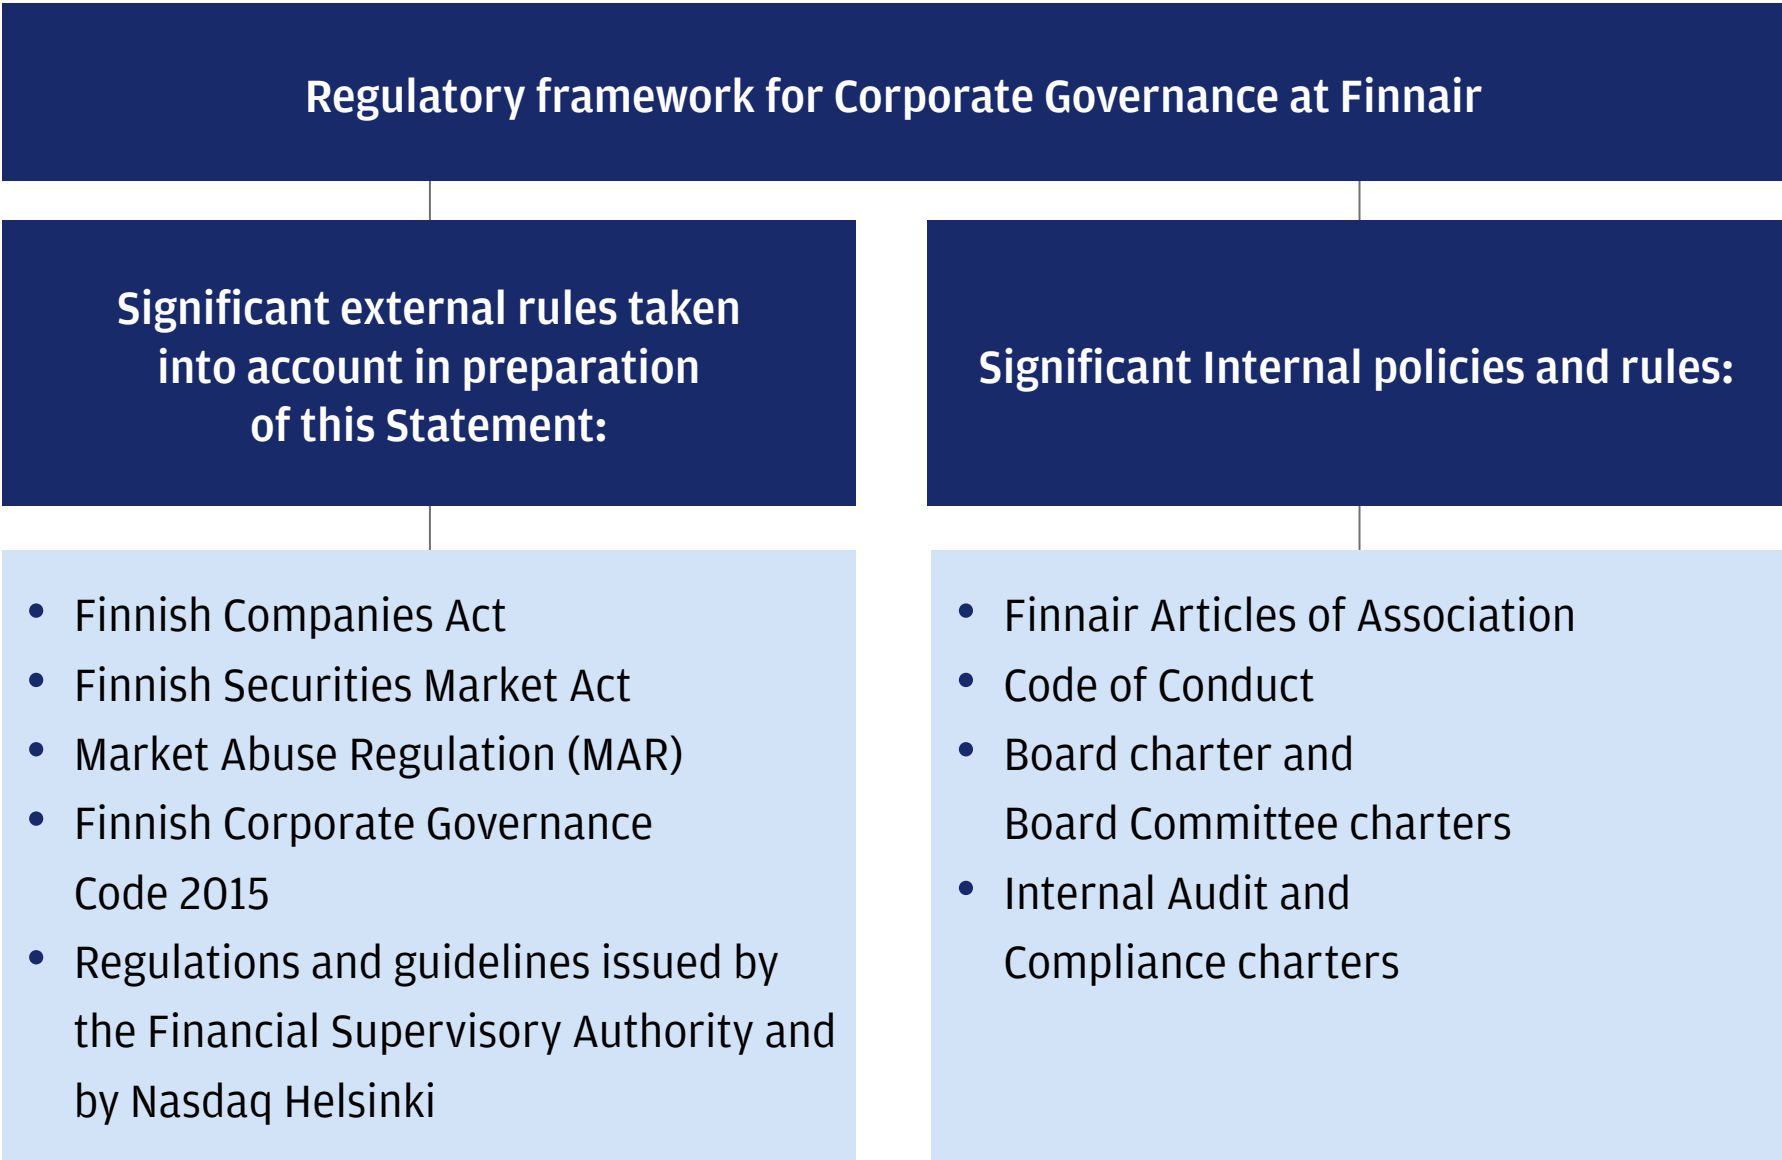 Regulatory framework for Corporate Governance at Finnair
Significant external rules taken
into account in preparation
of this Statement:
• Finnish Companies Act
• Finnish Securities Market Act
• Market Abuse Regulation (MAR)
• Finnish Corporate Governance
Code 2015
• Regulations and guidelines issued by
the Financial Supervisory Authority and
by Nasdaq Helsinki
Significant Internal policies and rules:
• Finnair Articles of Association
• Code of Conduct
• Board charter and
Board Committee charters
• Internal Audit and
Compliance charters